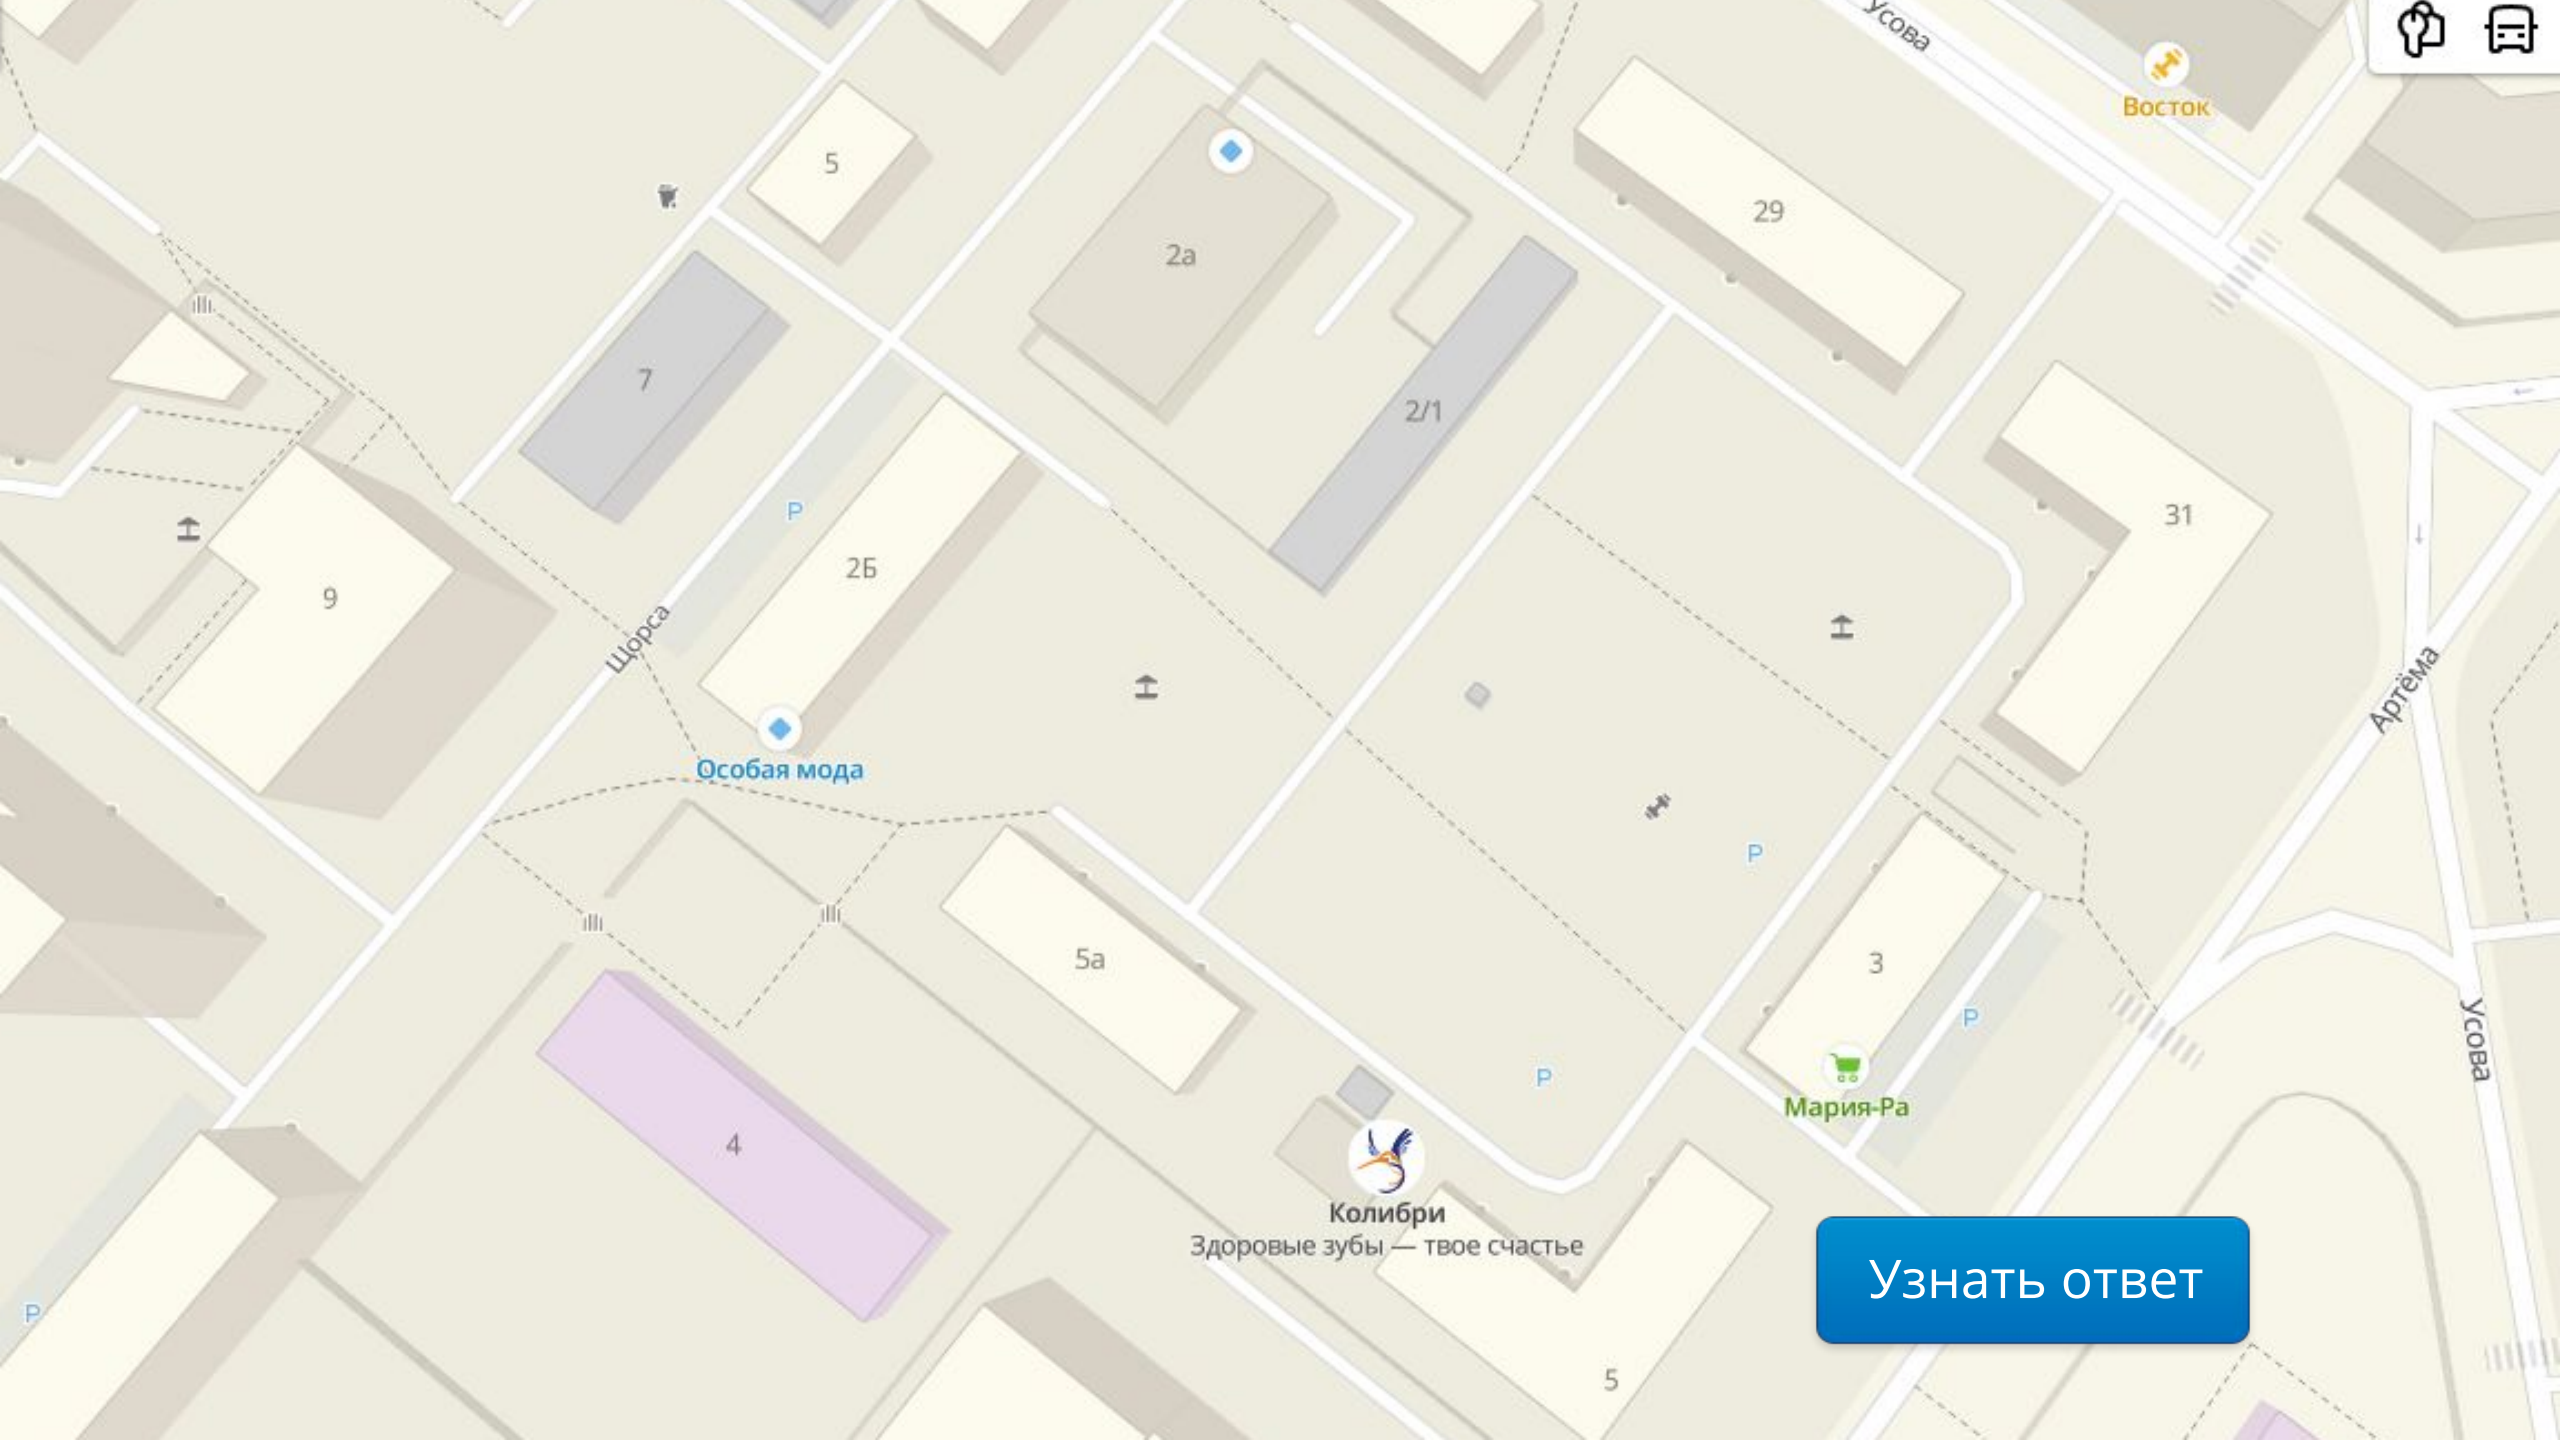 Усова
Восток
5
29
2а
7
2/1
P
2Б
31
9
Щорса
Артёма
Особая мода
P
5а
3
P
Усова
P
Мария-Ра
4
Колибри
Здоровые зубы — твое счастье
Узнать ответ
P
5